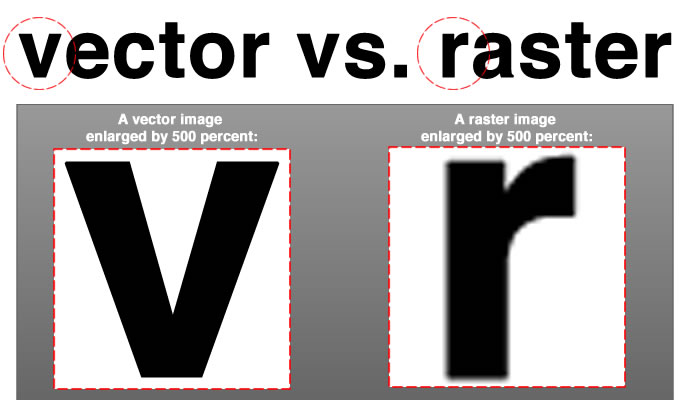 vector vs. raster
A vector image
enlarged by 500 percent:
A raster image
enlarged by 500 percent:
v
r